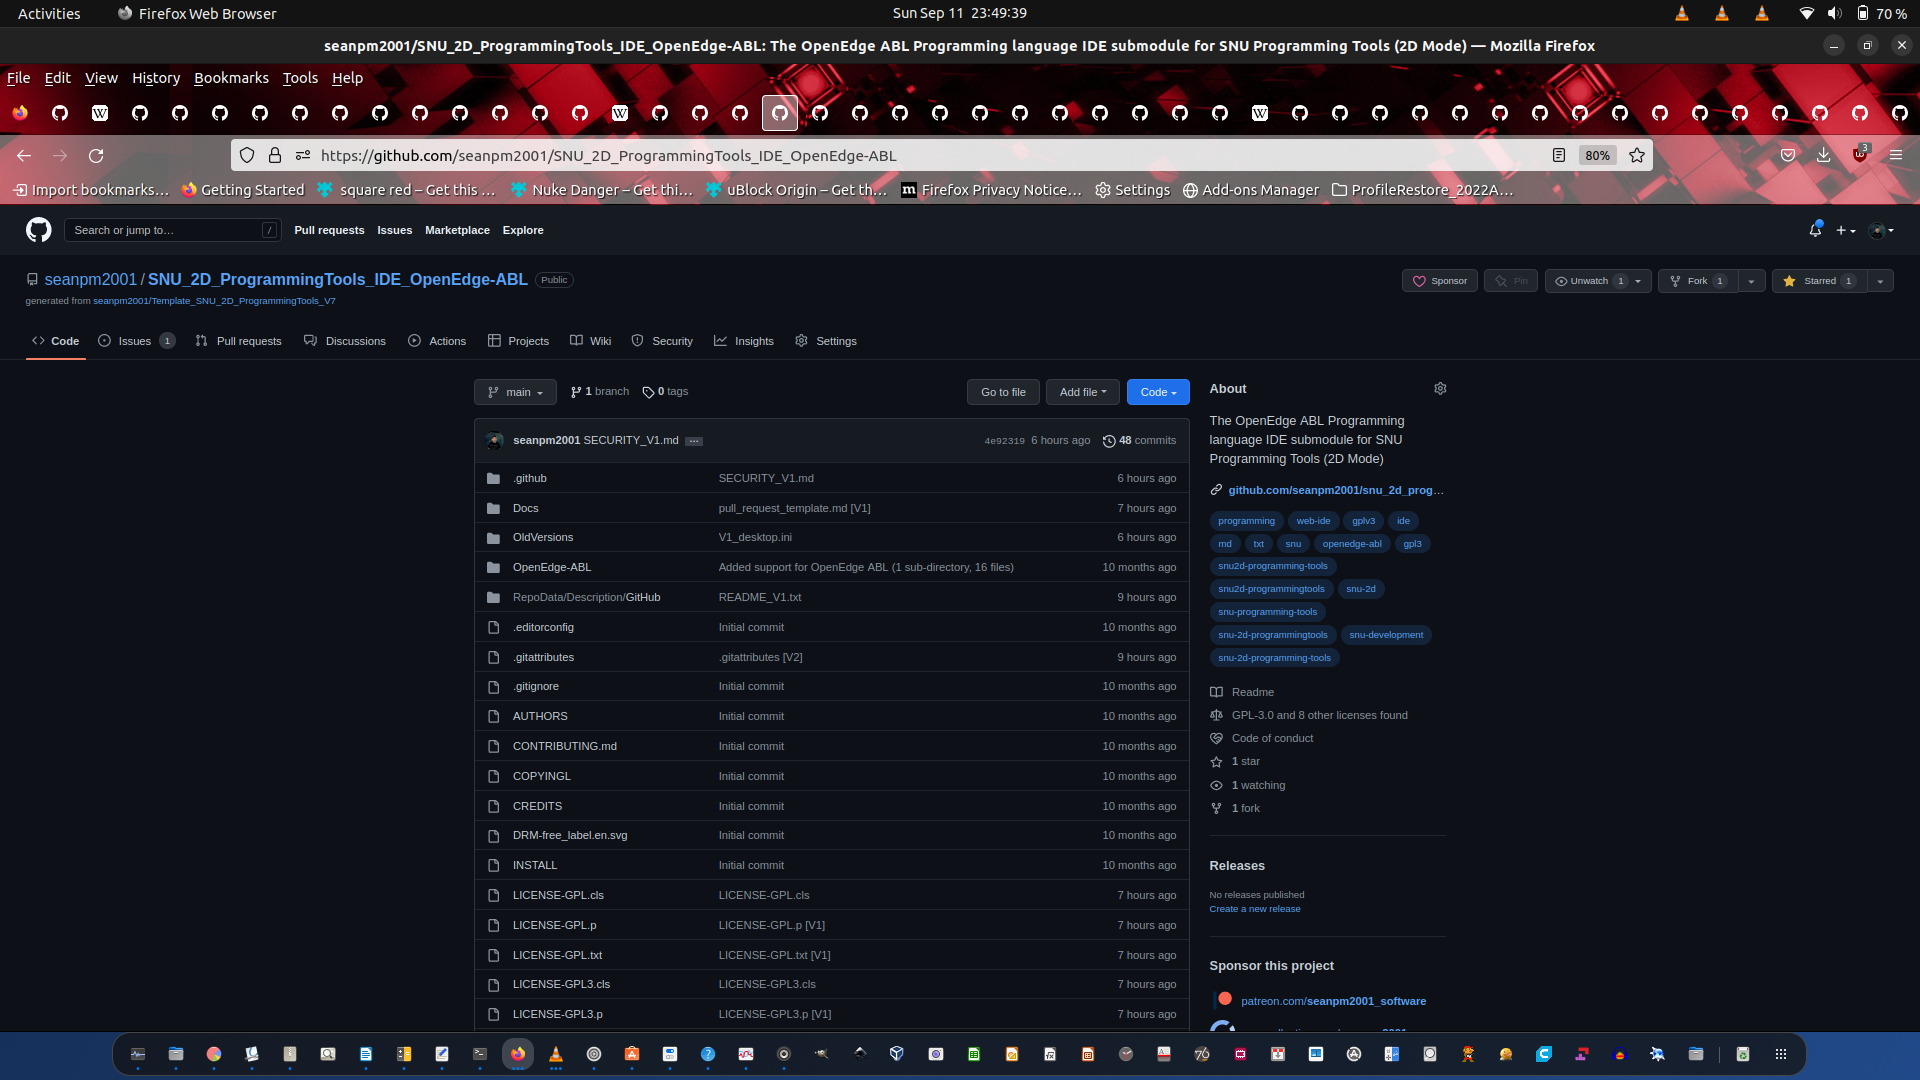 Activities
Firefox Web Browser
Sun Sep 11 23:49:39
70 %
seanpm2001/SNU_2D_ProgrammingTools_IDE_OpenEdge-ABL: The OpenEdge ABL Programming language IDE submodule for SNU Programming Tools (2D Mode) — Mozilla Firefox
File Edit View History Bookmarks Tools Help
https://github.com/seanpm2001/SNU_2D_ProgrammingTools_IDE_OpenEdge-ABL
80%
3
Import bookmarks…
Getting Started
square red – Get this …
Nuke Danger – Get thi…
uBlock Origin – Get th…
Firefox Privacy Notice…
Settings
Add-ons Manager
ProfileRestore_2022A…
Search or jump to…
/
Pull requests
Issues
Marketplace
Explore
seanpm2001 / SNU_2D_ProgrammingTools_IDE_OpenEdge-ABL
Public
generated from seanpm2001/Template_SNU_2D_ProgrammingTools_V7
Sponsor
Pin
Unwatch 1
Fork 1
Starred 1
Code
Issues 1
Pull requests
Discussions
Actions
Projects
Wiki
Security
Insights
Settings
main
1 branch
0 tags
Go to file
Add file
Code
seanpm2001 SECURITY_V1.md …
4e92319 6 hours ago
48 commits
.github SECURITY_V1.md 6 hours ago
Docs pull_request_template.md [V1] 7 hours ago
OldVersions V1_desktop.ini 6 hours ago
OpenEdge-ABL Added support for OpenEdge ABL (1 sub-directory, 16 files) 10 months ago
RepoData/Description/GitHub README_V1.txt 9 hours ago
.editorconfig Initial commit 10 months ago
.gitattributes .gitattributes [V2] 9 hours ago
.gitignore Initial commit 10 months ago
AUTHORS Initial commit 10 months ago
CONTRIBUTING.md Initial commit 10 months ago
COPYINGL Initial commit 10 months ago
CREDITS Initial commit 10 months ago
DRM-free_label.en.svg Initial commit 10 months ago
INSTALL Initial commit 10 months ago
LICENSE-GPL.cls LICENSE-GPL.cls 7 hours ago
LICENSE-GPL.p LICENSE-GPL.p [V1] 7 hours ago
LICENSE-GPL.txt LICENSE-GPL.txt [V1] 7 hours ago
LICENSE-GPL3.cls LICENSE-GPL3.cls 7 hours ago
LICENSE-GPL3.p LICENSE-GPL3.p [V1] 7 hours ago
About
The OpenEdge ABL Programming
language IDE submodule for SNU
Programming Tools (2D Mode)
github.com/seanpm2001/snu_2d_prog…
programming web-ide gplv3 ide
md txt snu openedge-abl gpl3
snu2d-programming-tools
snu2d-programmingtools snu-2d
snu-programming-tools
snu-2d-programmingtools snu-development
snu-2d-programming-tools
Readme
GPL-3.0 and 8 other licenses found
Code of conduct
1 star
1 watching
1 fork
Releases
No releases published
Create a new release
Sponsor this project
patreon.com/seanpm2001_software